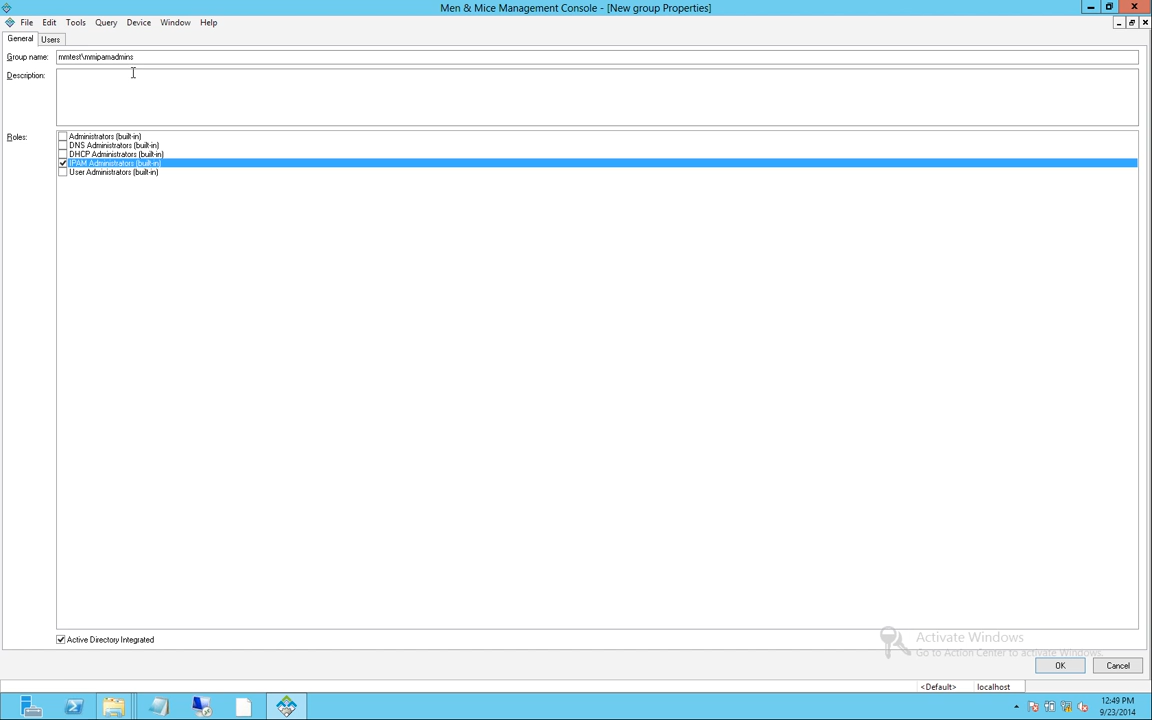 Men & Mice Management Console - [New group Properties]
File Edit Tools Query Device Window Help
General Users
Group name: mmtest\mmipamadmins
Description:
Roles:
Administrators (built-in)
DNS Administrators (built-in)
DHCP Administrators (built-in)
IPAM Administrators (built-in)
User Administrators (built-in)
Active Directory Integrated
Activate Windows
Go to Action Center to activate Windows.
OK Cancel
<Default> localhost
12:49 PM
9/23/2014